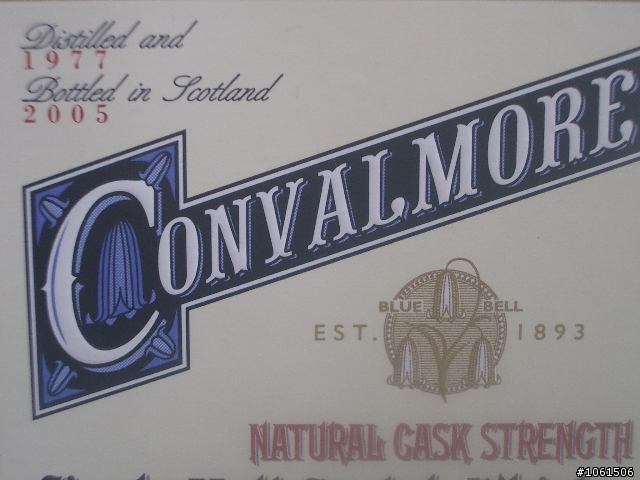 Distilled and
1977
Bottled in Scotland
2005
CONVALMORE
BLUE BELL
EST. 1893
NATURAL CASK STRENGTH
#1061506